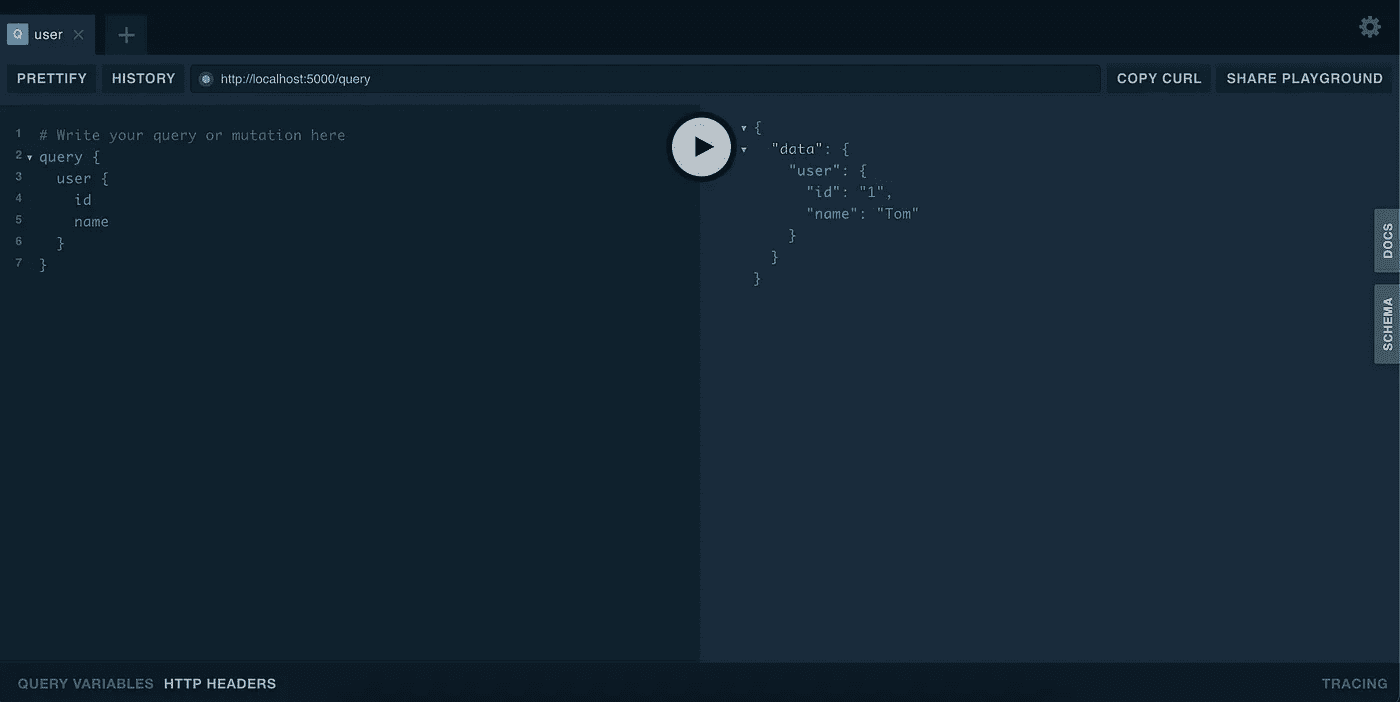 Q user
PRETTIFY HISTORY http://localhost:5000/query COPY CURL SHARE PLAYGROUND
1 # Write your query or mutation here
2 query {
3 user {
4 id
5 name
6 }
7 }
{
"data": {
"user": {
"id": "1",
"name": "Tom"
}
}
}
DOCS
SCHEMA
QUERY VARIABLES HTTP HEADERS TRACING